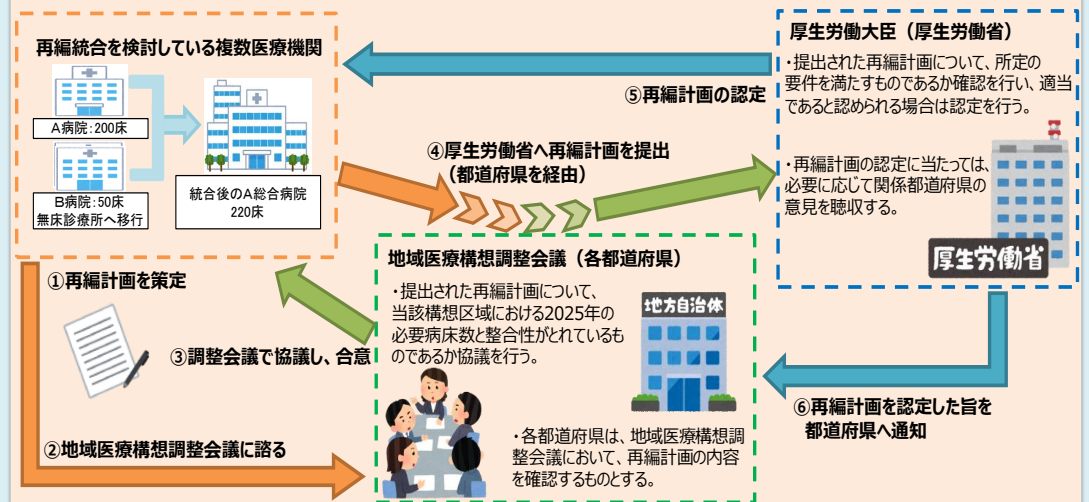 再編統合を検討している複数医療機関
A病院:200床
B病院:50床
無床診療所へ移行
統合後のA総合病院
220床
⑤再編計画の認定
厚生労働大臣(厚生労働省)
・提出された再編計画について、所定の
要件を満たすものであるか確認を行い、適当
であると認められる場合は認定を行う。
・再編計画の認定に当たっては、
必要に応じて関係都道府県の
意見を聴収する。
厚生労働省
④厚生労働省へ再編計画を提出
(都道府県を経由)
①再編計画を策定
③調整会議で協議し、合意
②地域医療構想調整会議に諮る
地域医療構想調整会議(各都道府県)
・提出された再編計画について、
当該構想区域における2025年の
必要病床数と整合性がとれているも
のであるか協議を行う。
地方自治体
・各都道府県は、地域医療構想調
整会議において、再編計画の内容
を確認するものとする。
⑥再編計画を認定した旨を
都道府県へ通知